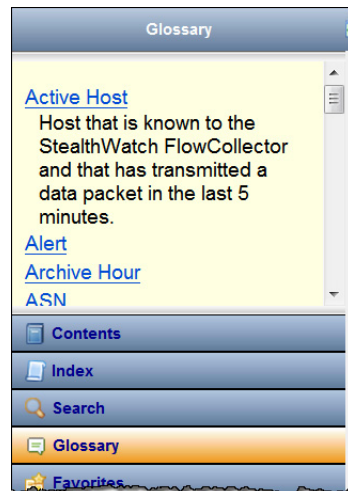 Glossary
Active Host
Host that is known to the
StealthWatch FlowCollector
and that has transmitted a
data packet in the last 5
minutes.
Alert
Archive Hour
ASN
Contents
Index
Search
Glossary
Favorites